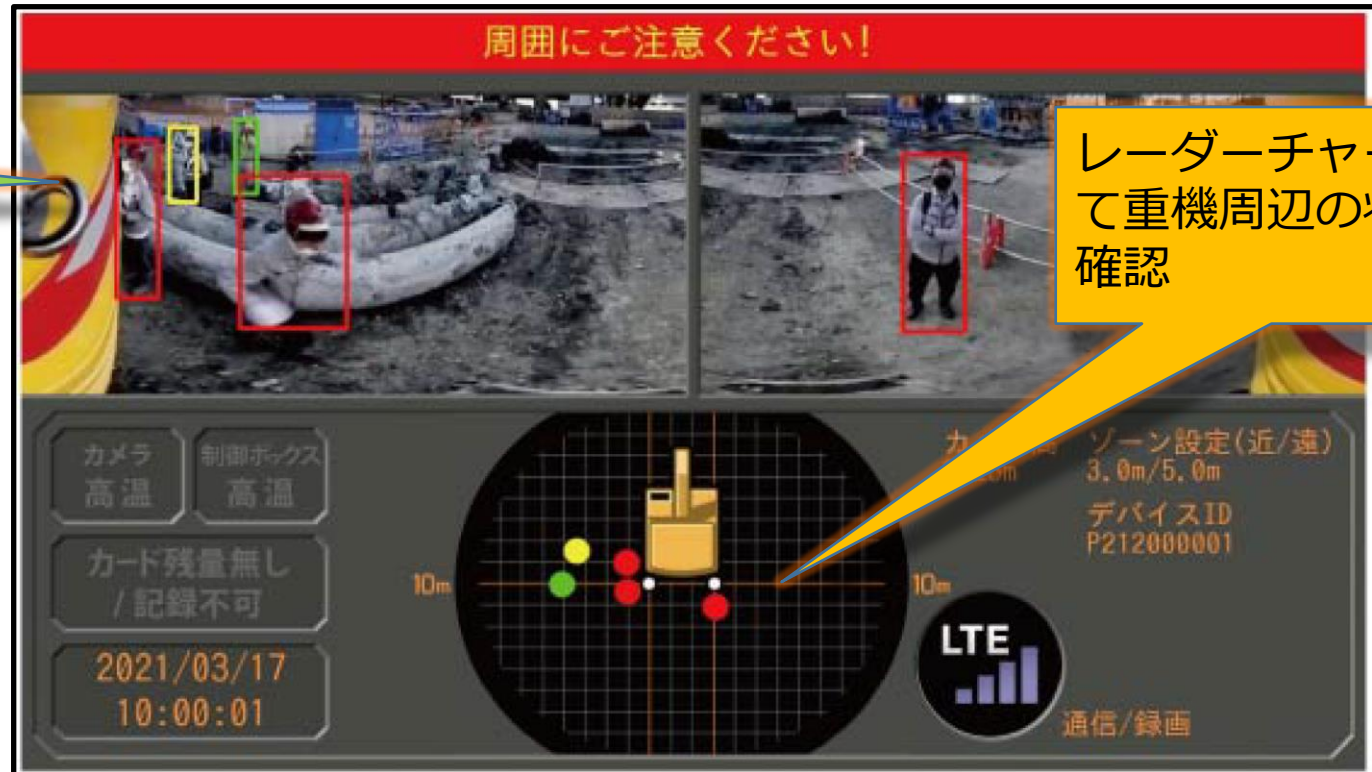 周囲にご注意ください!
レーダーチャー
て重機周辺の
確認
カメラ
高温
制御ボックス
高温
カード残量無し
/記録不可
2021/03/17
10:00:01
10m
10m
ゾーン設定(近/遠)
3.0m/5.0m
デバイスID
P212000001
LTE
通信/録画